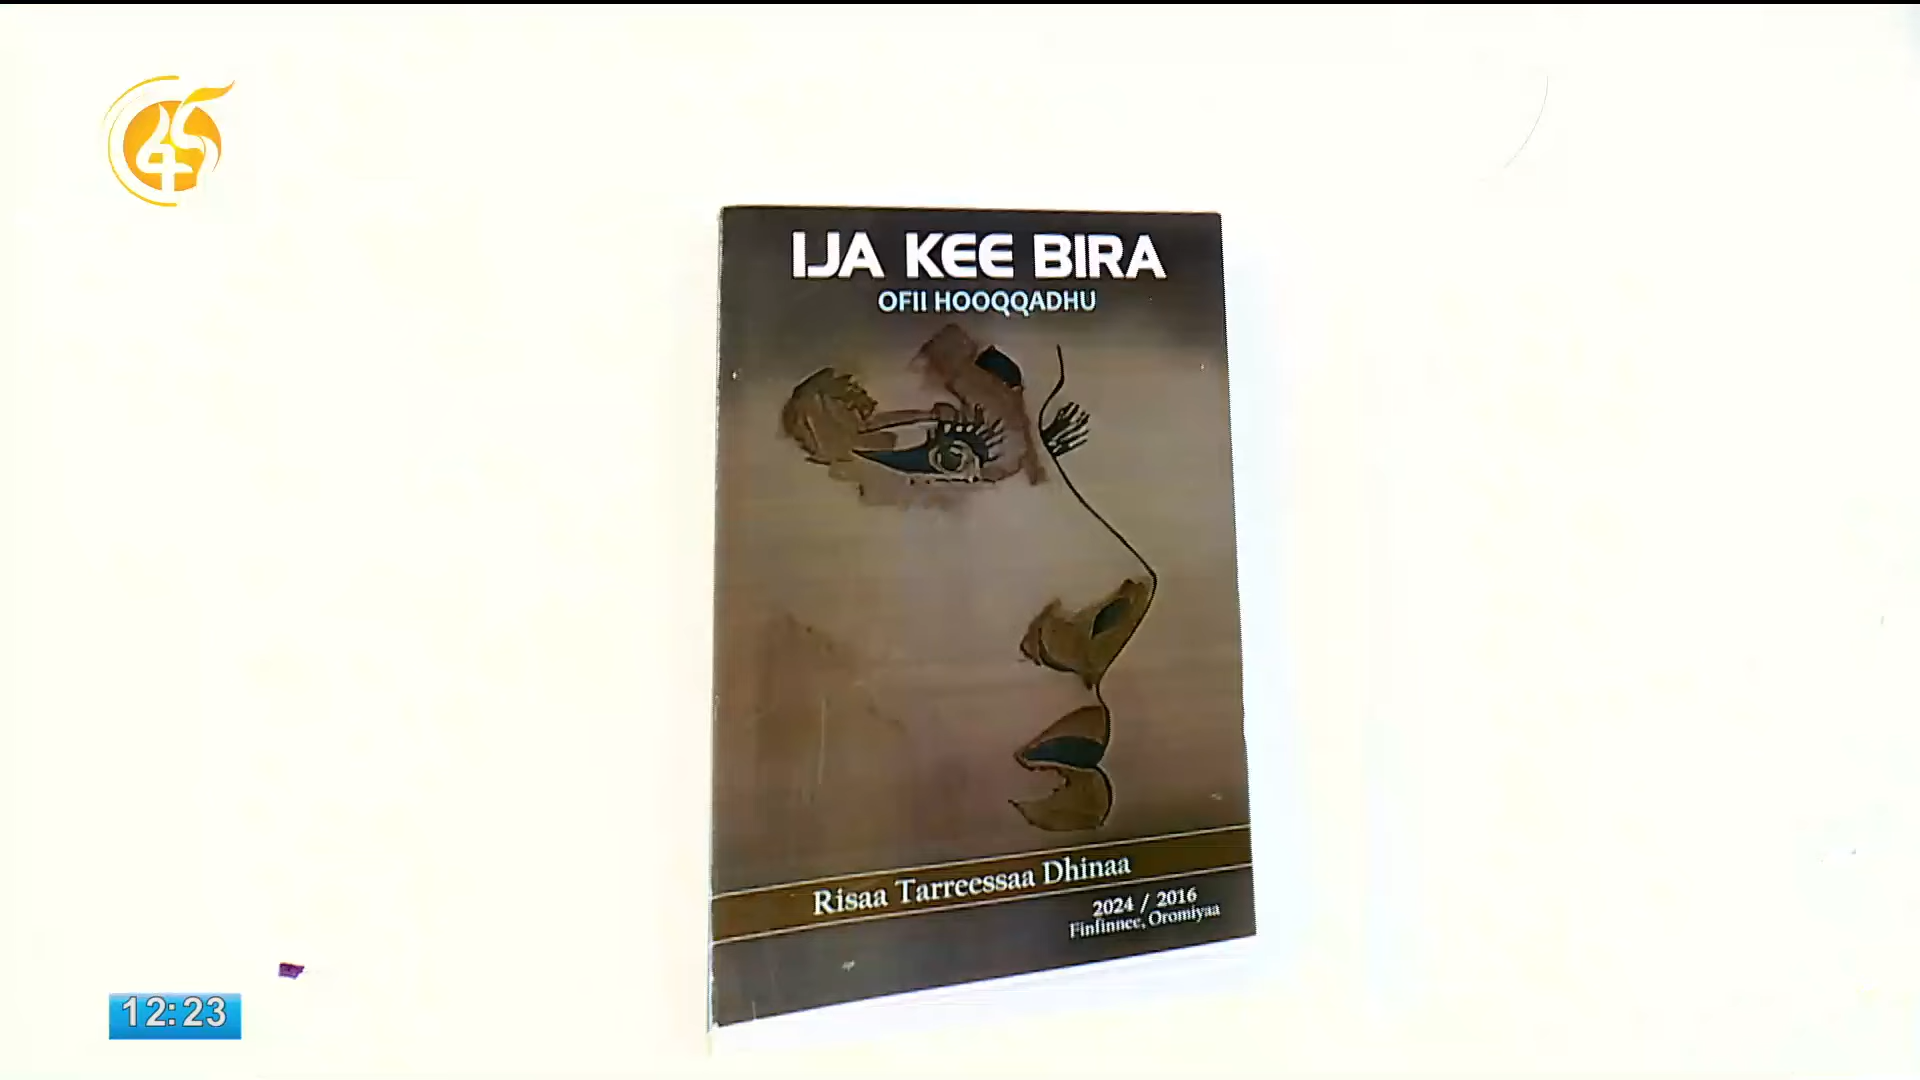 IJA KEE BIRA
OFII HOOQQADHU
Risaa Tarreessaa Dhinaa
2024 / 2016
Finfinnee, Oromiyaa
12:23